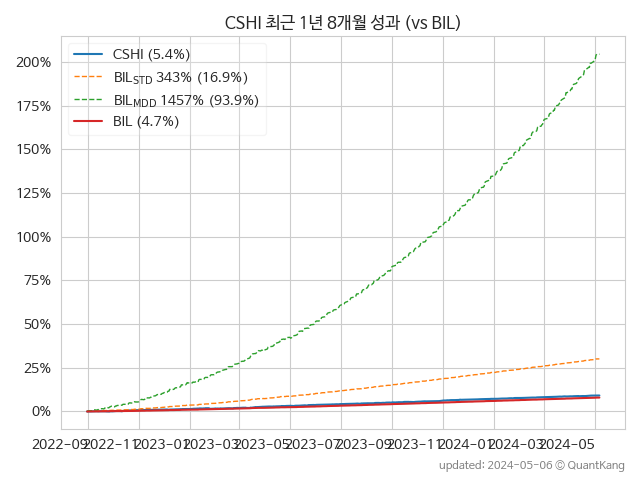 CSHI 최근 1년 8개월 성과 (vs BIL)
CSHI (5.4%)
BIL_STD 343% (16.9%)
BIL_MDD 1457% (93.9%)
BIL (4.7%)
200%
175%
150%
125%
100%
75%
50%
25%
0%
2022-09 2022-11 2023-01 2023-03 2023-05 2023-07 2023-09 2023-11 2024-01 2024-03 2024-05
updated: 2024-05-06 © QuantKang